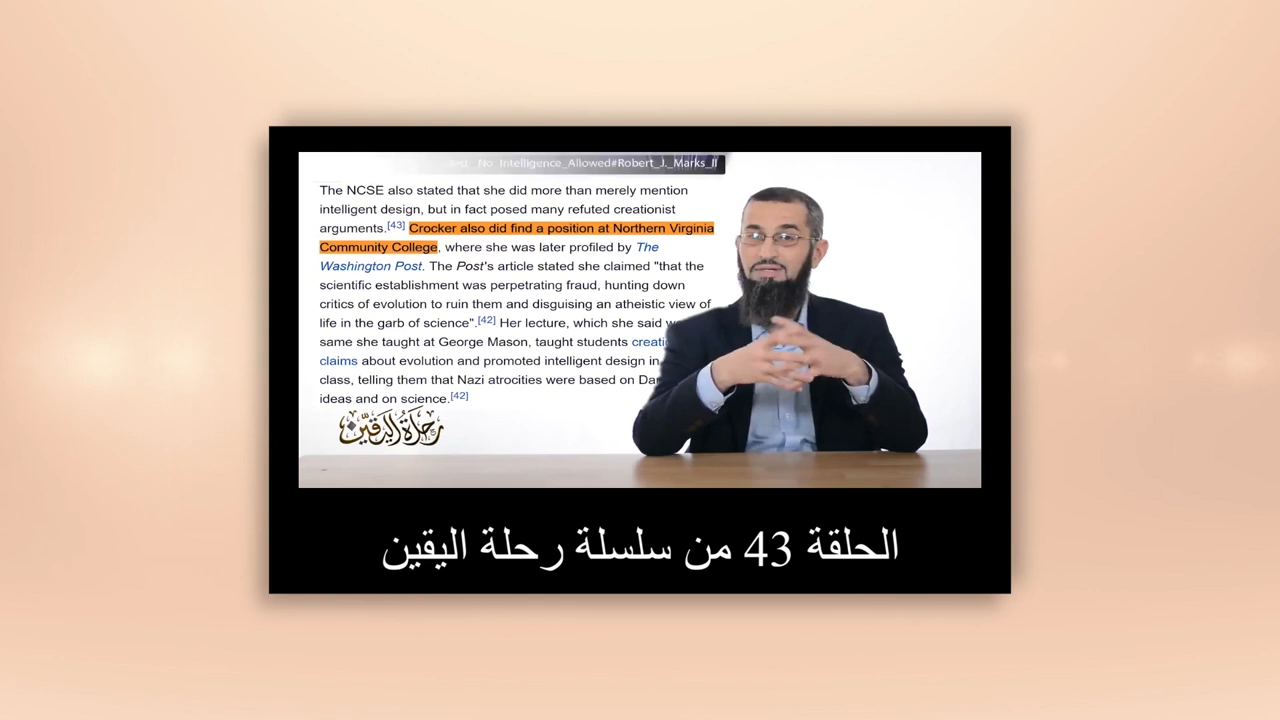 No_Intelligence_Allowed#Robert_J._Marks_II
The NCSE also stated that she did more than merely mention
intelligent design, but in fact posed many refuted creationist
arguments.[43] Crocker also did find a position at Northern Virginia
Community College, where she was later profiled by The
Washington Post. The Post's article stated she claimed "that the
scientific establishment was perpetrating fraud, hunting down
critics of evolution to ruin them and disguising an atheistic view of
life in the garb of science".[42] Her lecture, which she said
same she taught at George Mason, taught students
claims about evolution and promoted intelligent design in
class, telling them that Nazi atrocities were based on
ideas and on science.[42]
رحلة اليقين
الحلقة 43 من سلسلة رحلة اليقين